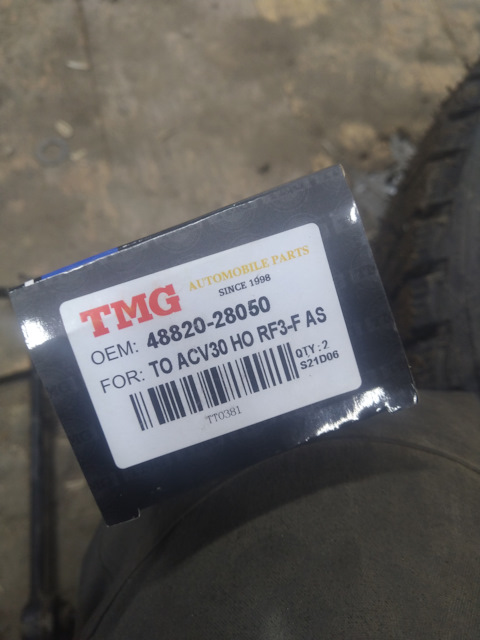 TMG AUTOMOBILE PARTS
SINCE 1998
OEM: 48820-28050
FOR: TO ACV30 HO RF3-F AS
QTY:2
S21D06
TT0381